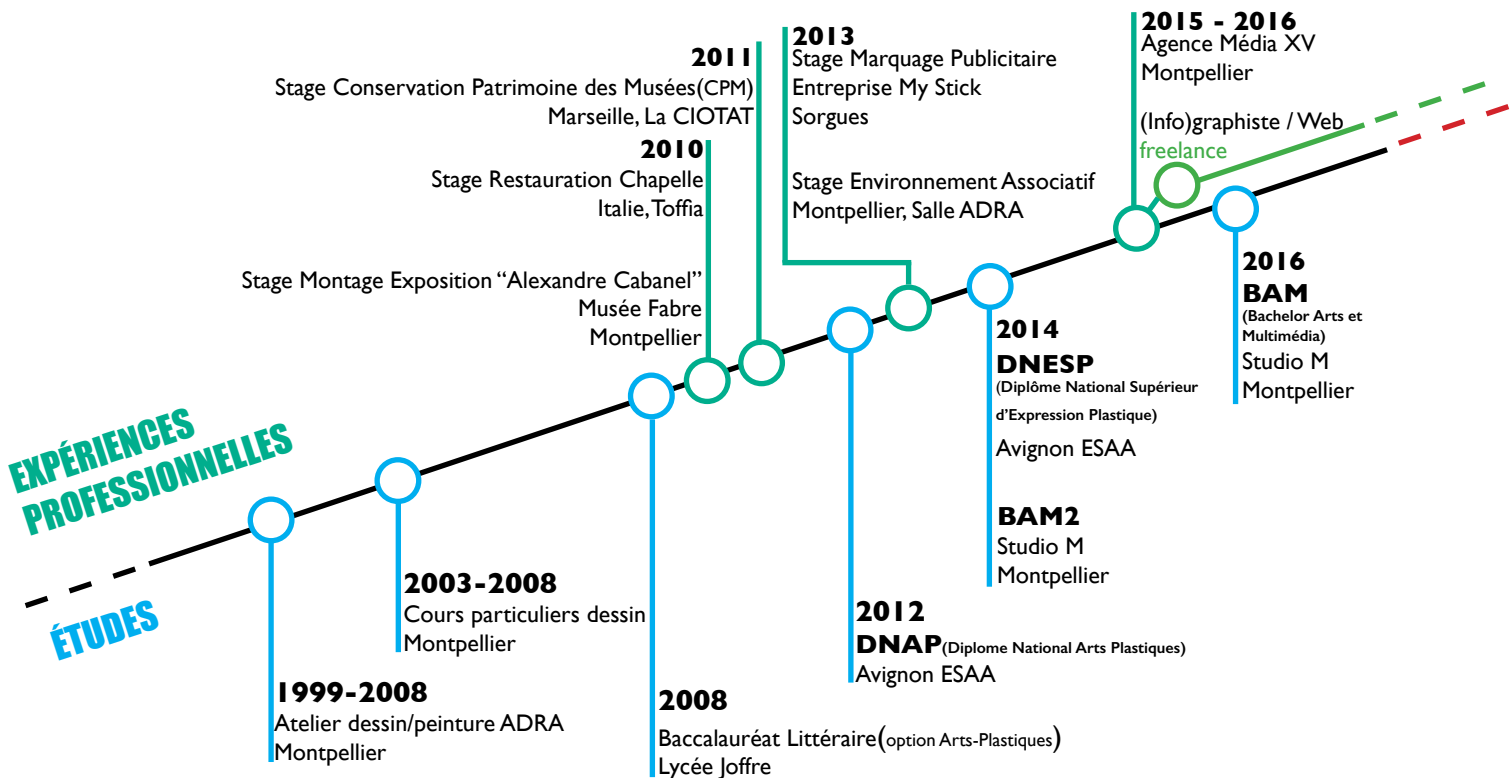 EXPÉRIENCES
PROFESSIONNELLES
2010
Stage Restauration Chapelle
Italie, Toffia
Stage Montage Exposition “Alexandre Cabanel”
Musée Fabre
Montpellier
2011
Stage Conservation Patrimoine des Musées(CPM)
Marseille, La CIOTAT
2013
Stage Marquage Publicitaire
Entreprise My Stick
Sorgues
Stage Environnement Associatif
Montpellier, Salle ADRA
2015 - 2016
Agence Média XV
Montpellier
(Info)graphiste / Web
freelance
ÉTUDES
1999-2008
Atelier dessin/peinture ADRA
Montpellier
2003-2008
Cours particuliers dessin
Montpellier
2008
Baccalauréat Littéraire(option Arts-Plastiques)
Lycée Joffre
2012
DNAP(Diplome National Arts Plastiques)
Avignon ESAA
2014
DNESP
(Diplôme National Supérieur
d'Expression Plastique)
Avignon ESAA
BAM2
Studio M
Montpellier
2016
BAM
(Bachelor Arts et
Multimédia)
Studio M
Montpellier